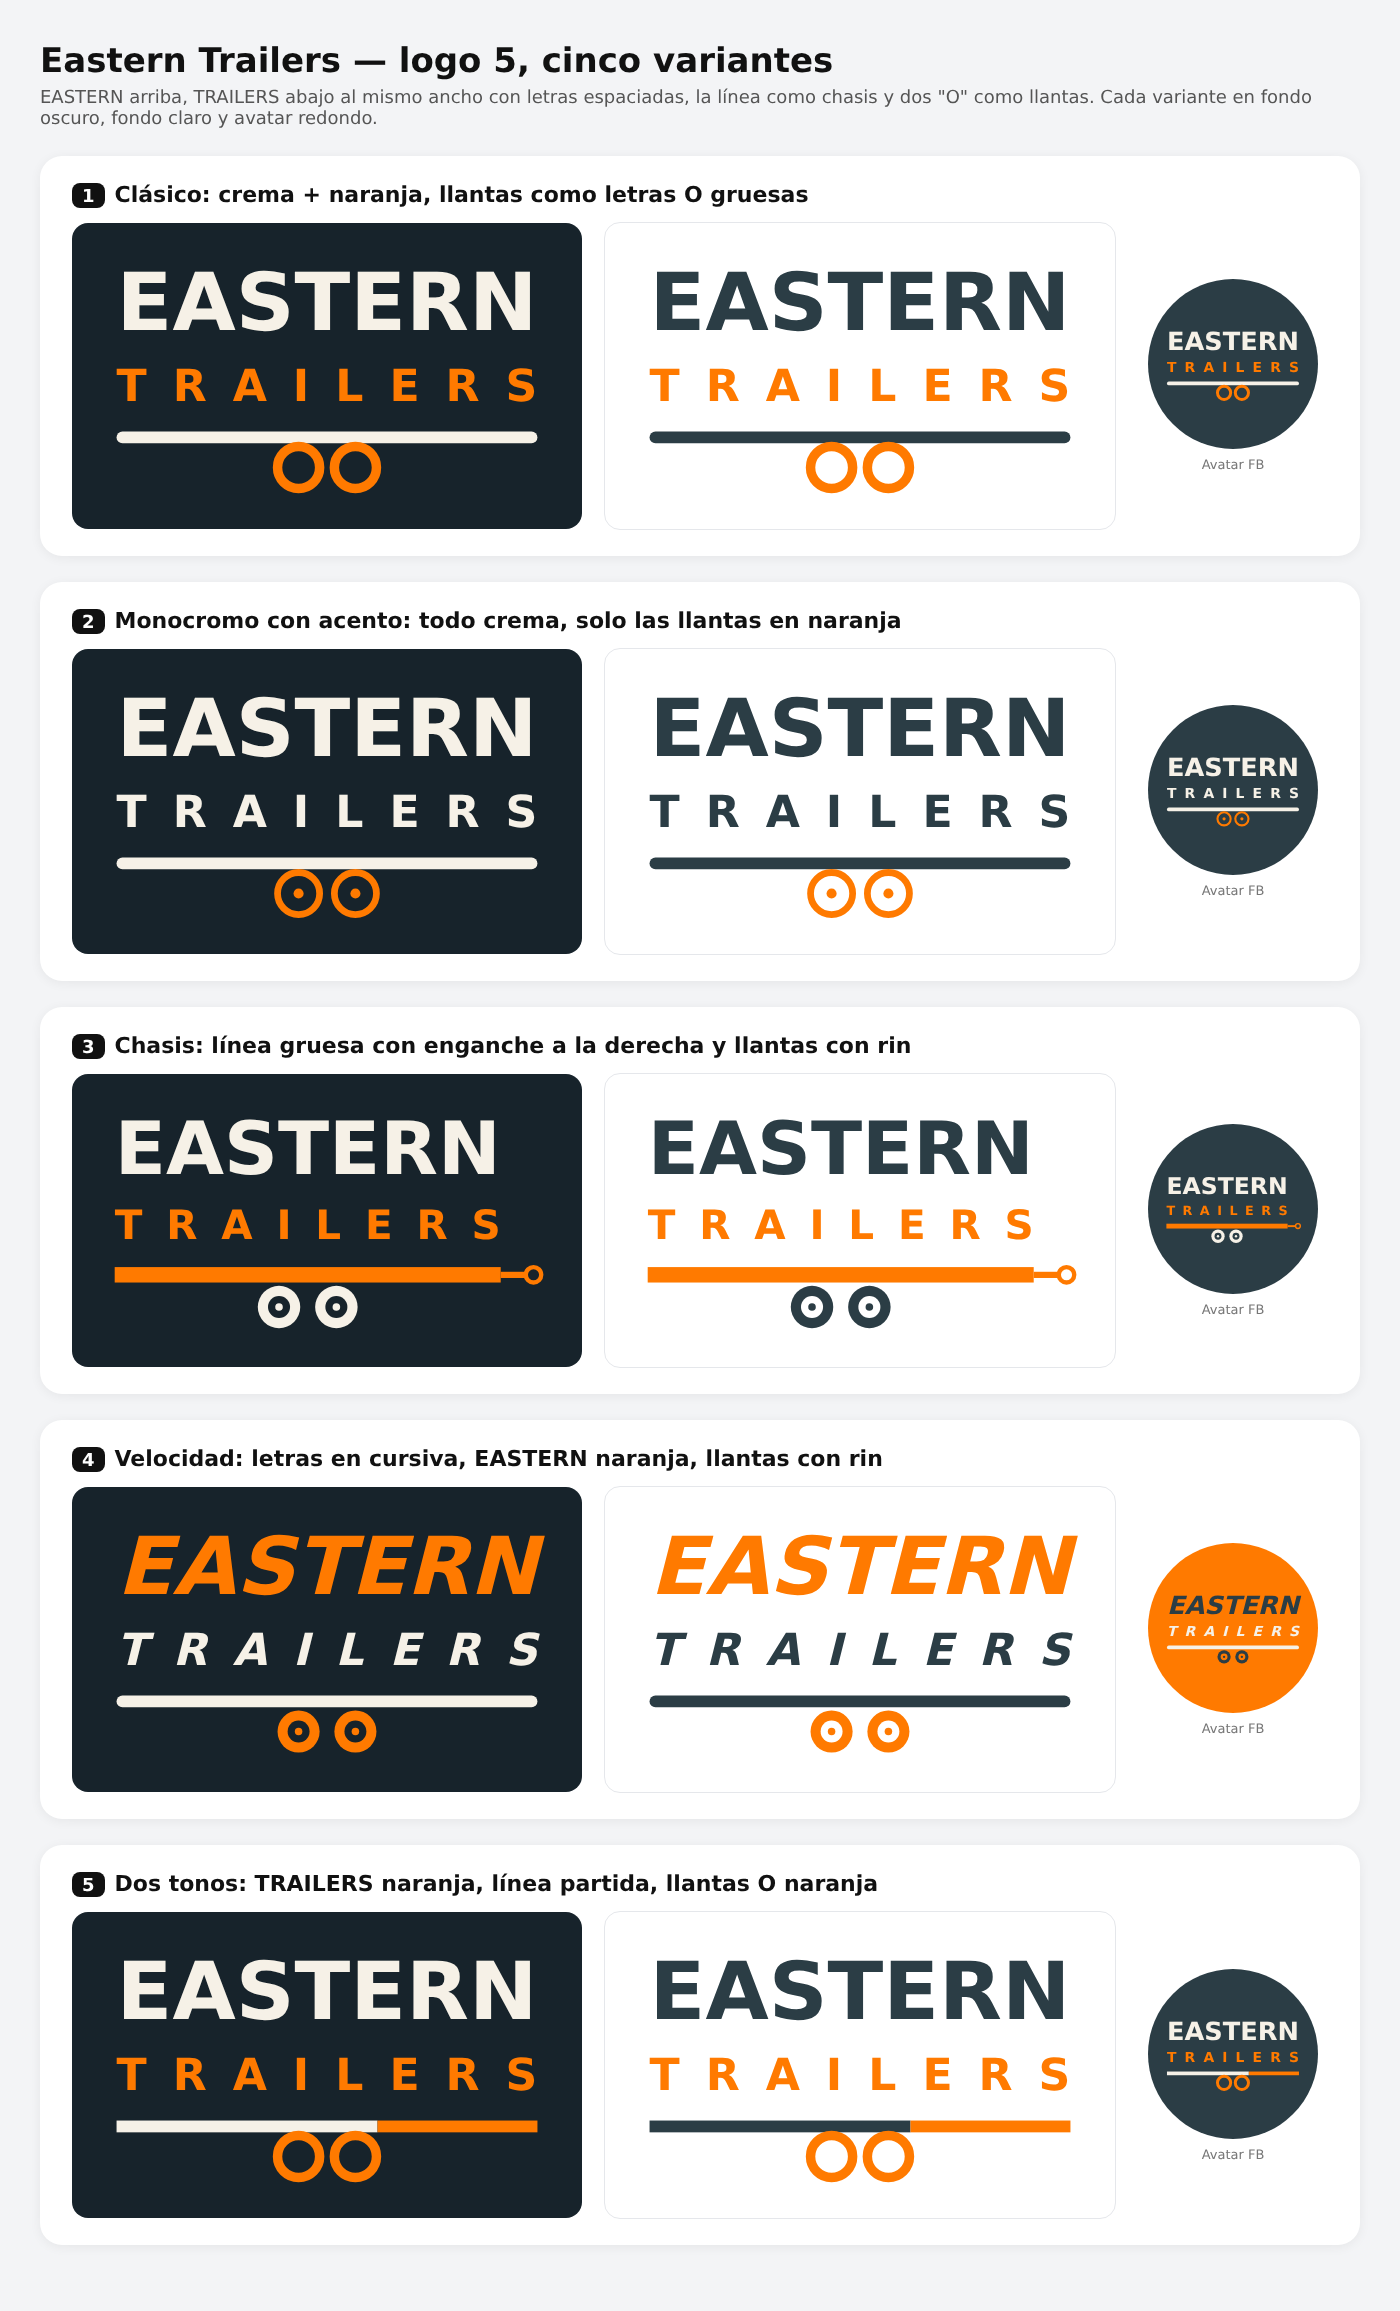 Eastern Trailers — logo 5, cinco variantes
EASTERN arriba, TRAILERS abajo al mismo ancho con letras espaciadas, la línea como chasis y dos "O" como llantas. Cada variante en fondo
oscuro, fondo claro y avatar redondo.
1 Clásico: crema + naranja, llantas como letras O gruesas
EASTERN
TRAILERS
EASTERN
TRAILERS
EASTERN
TRAILERS
Avatar FB
2 Monocromo con acento: todo crema, solo las llantas en naranja
EASTERN
TRAILERS
EASTERN
TRAILERS
EASTERN
TRAILERS
Avatar FB
3 Chasis: línea gruesa con enganche a la derecha y llantas con rin
EASTERN
TRAILERS
EASTERN
TRAILERS
EASTERN
TRAILERS
Avatar FB
4 Velocidad: letras en cursiva, EASTERN naranja, llantas con rin
EASTERN
TRAILERS
EASTERN
TRAILERS
EASTERN
TRAILERS
Avatar FB
5 Dos tonos: TRAILERS naranja, línea partida, llantas O naranja
EASTERN
TRAILERS
EASTERN
TRAILERS
EASTERN
TRAILERS
Avatar FB